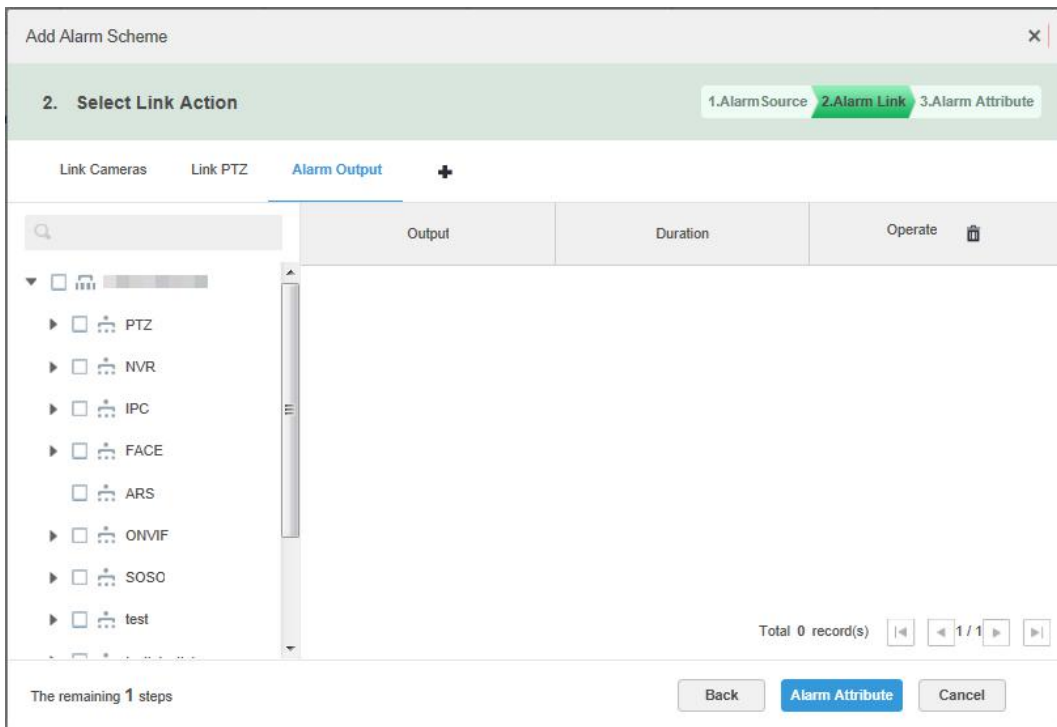 Add Alarm Scheme
2. Select Link Action
1.Alarm Source 2.Alarm Link 3.Alarm Attribute
Link Cameras Link PTZ Alarm Output
Output Duration Operate
PTZ
NVR
IPC
FACE
ARS
ONVIF
SOSO
test
Total 0 record(s) 1 / 1
The remaining 1 steps
Back Alarm Attribute Cancel